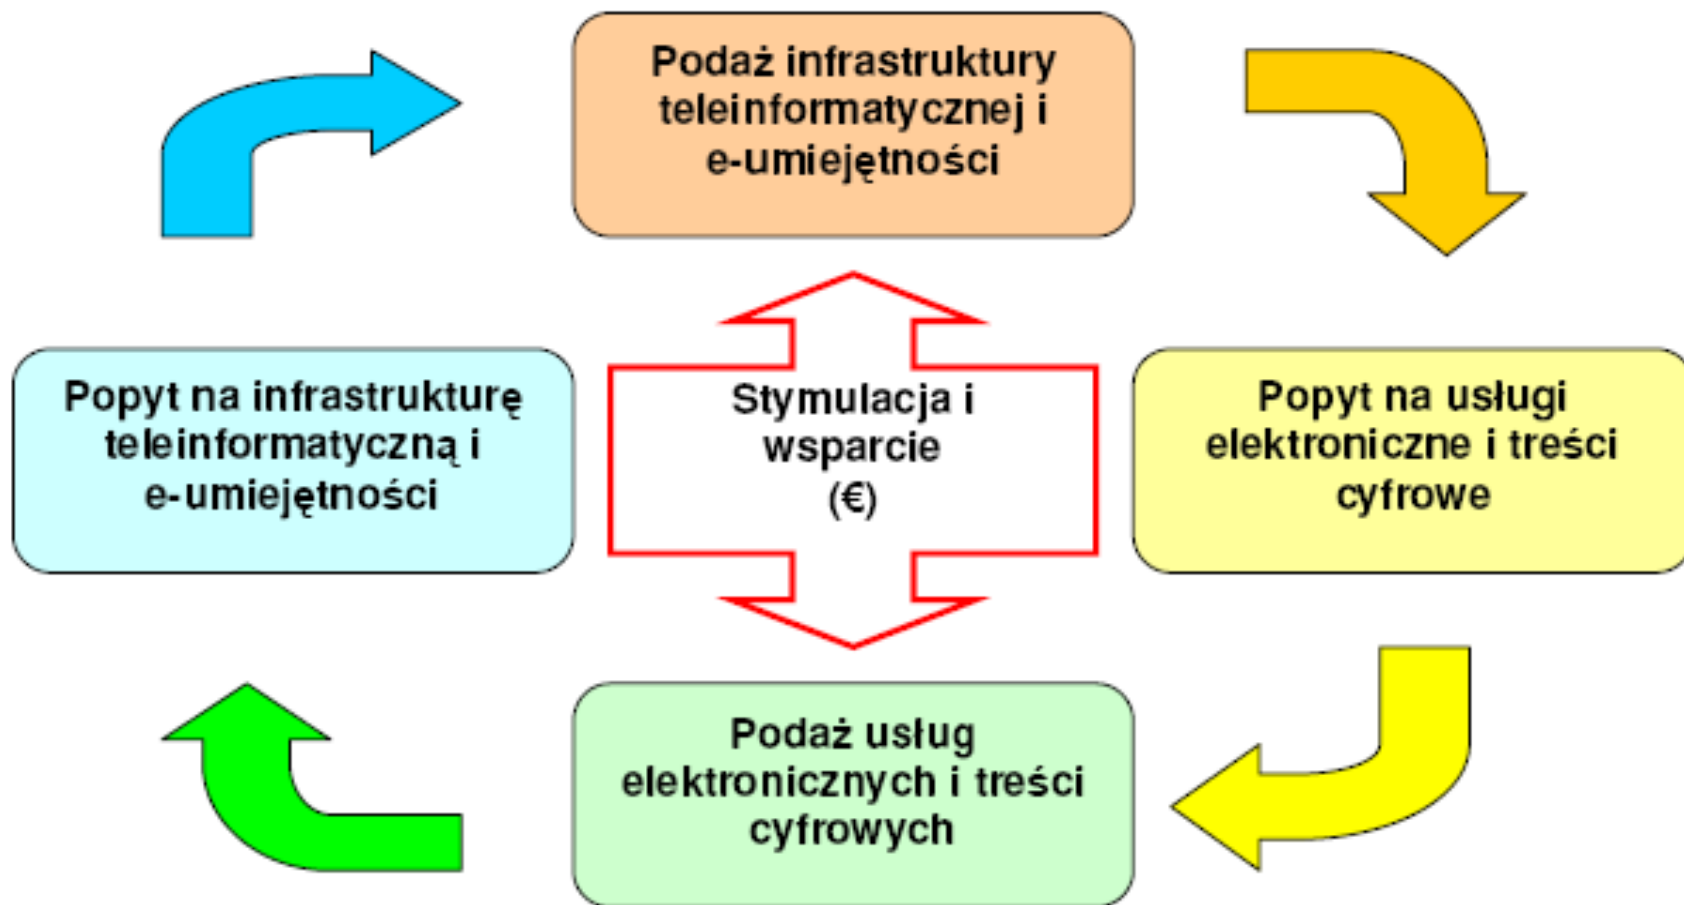 Podaż infrastruktury
teleinformatycznej i
e-umiejętności
Popyt na infrastrukturę
teleinformatyczną i
e-umiejętności
Stymulacja i
wsparcie
(€)
Popyt na usługi
elektroniczne i treści
cyfrowe
Podaż usług
elektronicznych i treści
cyfrowych